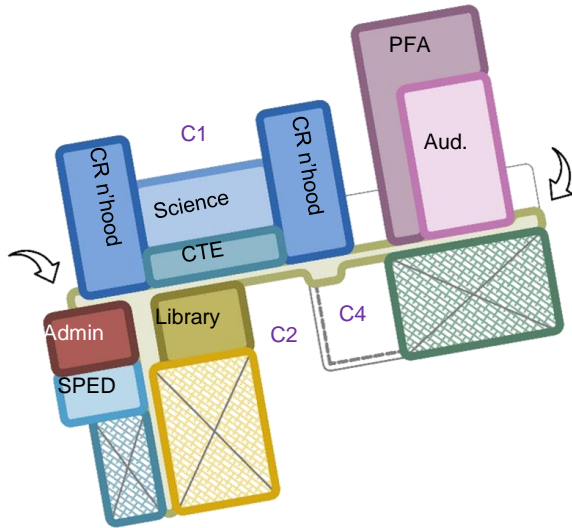 PFA
C1
CR n'hood
CR n'hood
Aud.
Science
CTE
Admin
Library
C2
C4
SPED